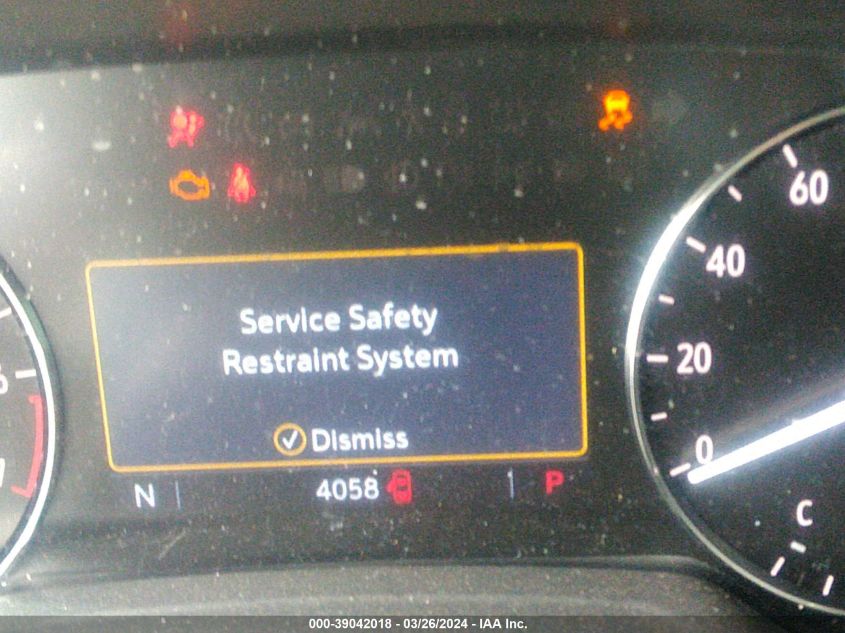 60
40
Service Safety
Restraint System
20
Dismiss
0
N 4058 P
C
000-39042018 - 03/26/2024 - IAA Inc.